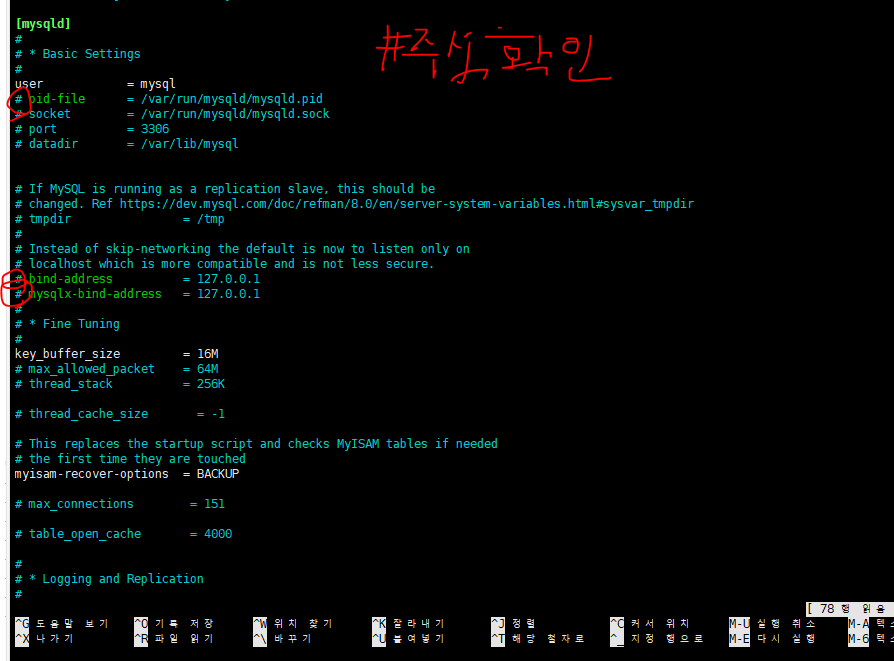 [mysqld]
#
# * Basic Settings
#
user = mysql
# pid-file = /var/run/mysqld/mysqld.pid
# socket = /var/run/mysqld/mysqld.sock
# port = 3306
# datadir = /var/lib/mysql
#주석확인
# If MySQL is running as a replication slave, this should be
# changed. Ref https://dev.mysql.com/doc/refman/8.0/en/server-system-variables.html#sysvar_tmpdir
# tmpdir = /tmp
#
# Instead of skip-networking the default is now to listen only on
# localhost which is more compatible and is not less secure.
# bind-address = 127.0.0.1
# mysqlx-bind-address = 127.0.0.1
#
# * Fine Tuning
#
key_buffer_size = 16M
# max_allowed_packet = 64M
# thread_stack = 256K
# thread_cache_size = -1
# This replaces the startup script and checks MyISAM tables if needed
# the first time they are touched
myisam-recover-options = BACKUP
# max_connections = 151
# table_open_cache = 4000
#
# * Logging and Replication
#
[ 78 행 읽음
^G 도움말 보기 ^O 기록 저장 ^W 위치 찾기 ^K 잘라내기 ^J 정렬 ^C 커서 위치 M-U 실행 취소 M-A 텍스
^X 나가기 ^R 파일 읽기 ^\ 바꾸기 ^U 붙여넣기 ^T 해당 철자로 ^_ 지정 행으로 M-E 다시 실행 M-6 텍스